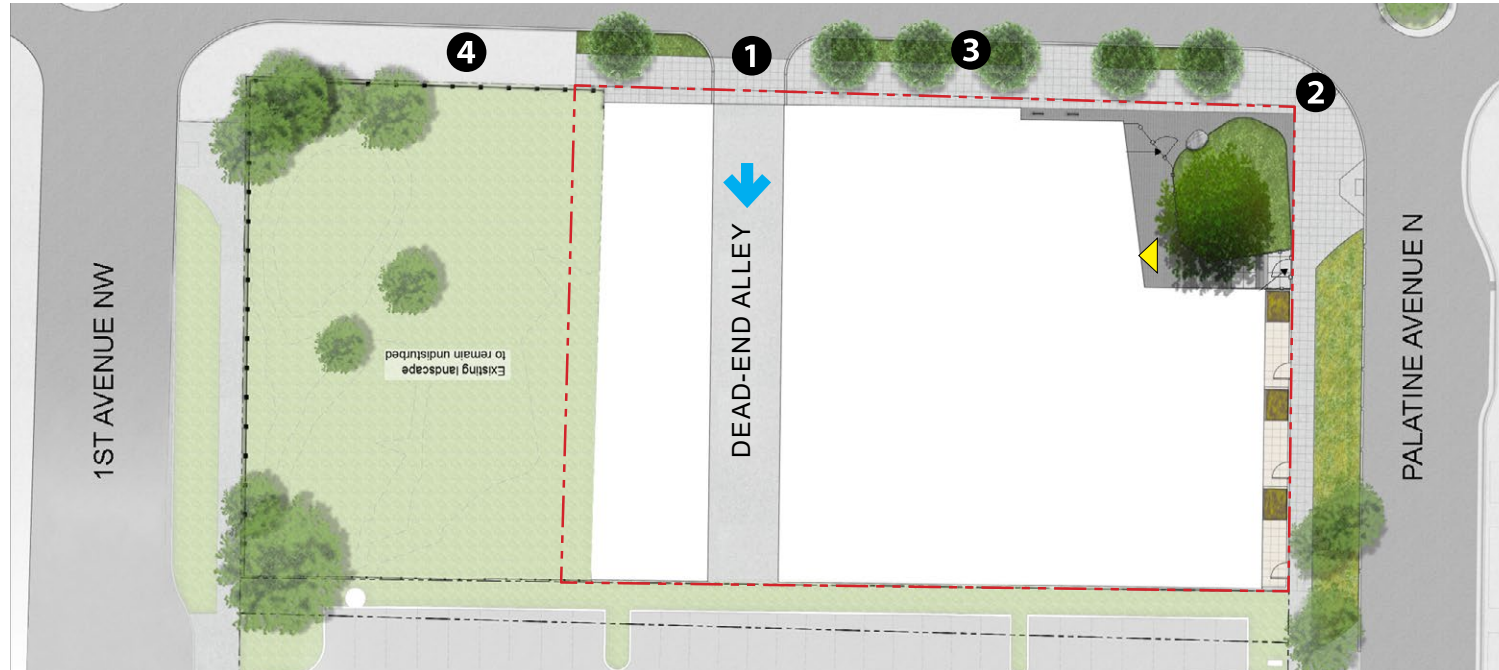 4
1
3
2
1ST AVENUE NW
Existing landscape
to remain undisturbed
DEAD-END ALLEY
PALATINE AVENUE N